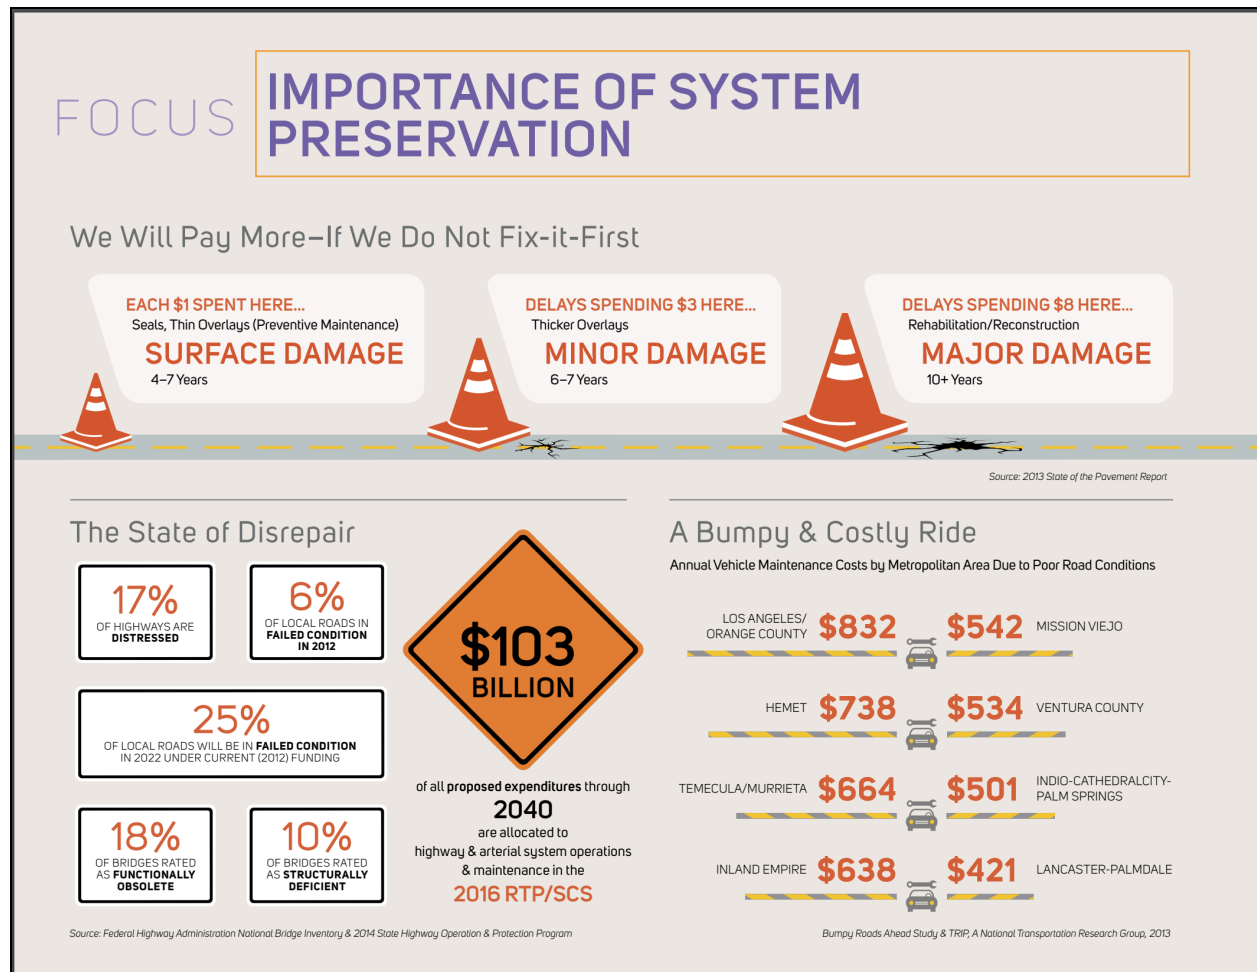 FOCUS
IMPORTANCE OF SYSTEM
PRESERVATION
We Will Pay More–If We Do Not Fix-it-First
EACH $1 SPENT HERE...
Seals, Thin Overlays (Preventive Maintenance)
SURFACE DAMAGE
4–7 Years
DELAYS SPENDING $3 HERE...
Thicker Overlays
MINOR DAMAGE
6–7 Years
DELAYS SPENDING $8 HERE...
Rehabilitation/Reconstruction
MAJOR DAMAGE
10+ Years
Source: 2013 State of the Pavement Report
The State of Disrepair
17%
OF HIGHWAYS ARE
DISTRESSED
6%
OF LOCAL ROADS IN
FAILED CONDITION
IN 2012
25%
OF LOCAL ROADS WILL BE IN FAILED CONDITION
IN 2022 UNDER CURRENT (2012) FUNDING
18%
OF BRIDGES RATED
AS FUNCTIONALLY
OBSOLETE
10%
OF BRIDGES RATED
AS STRUCTURALLY
DEFICIENT
$103
BILLION
of all proposed expenditures through
2040
are allocated to
highway & arterial system operations
& maintenance in the
2016 RTP/SCS
Source: Federal Highway Administration National Bridge Inventory & 2014 State Highway Operation & Protection Program
A Bumpy & Costly Ride
Annual Vehicle Maintenance Costs by Metropolitan Area Due to Poor Road Conditions
LOS ANGELES/
ORANGE COUNTY $832
$542 MISSION VIEJO
HEMET $738
$534 VENTURA COUNTY
TEMECULA/MURRIETA $664
$501 INDIO-CATHEDRALCITY-
PALM SPRINGS
INLAND EMPIRE $638
$421 LANCASTER-PALMDALE
Bumpy Roads Ahead Study & TRIP, A National Transportation Research Group, 2013